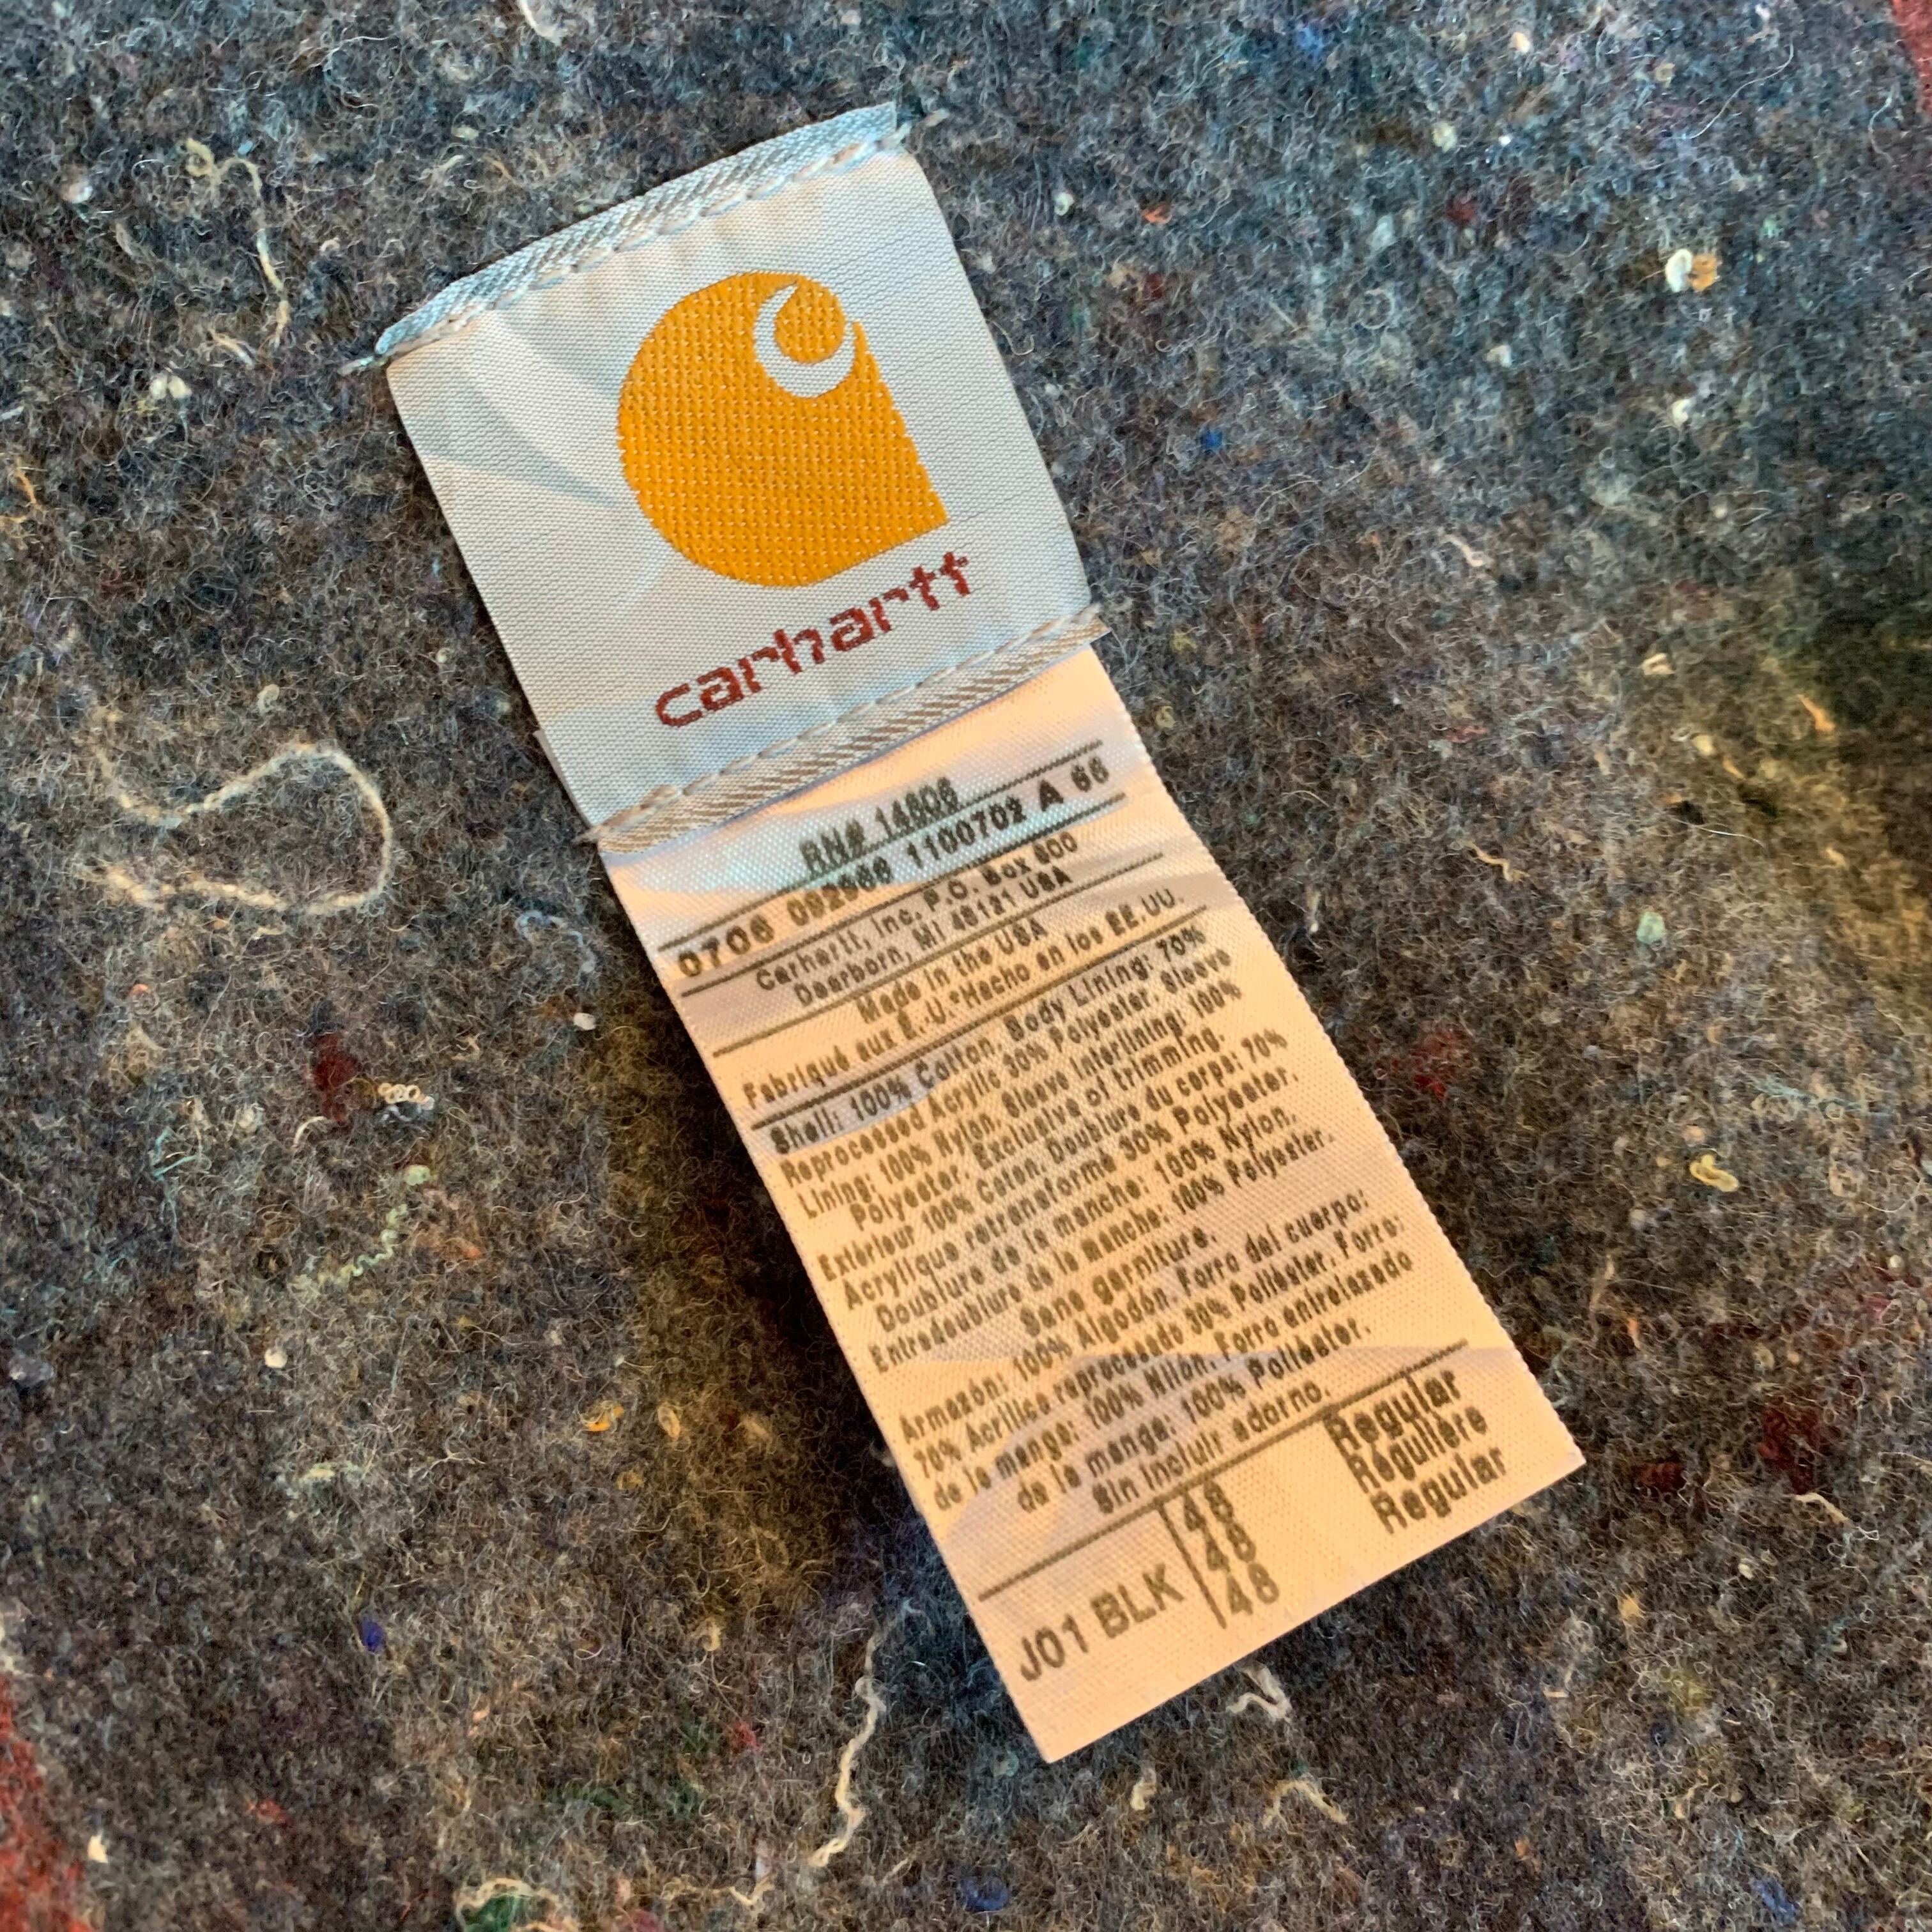 carhartt
RN# 14806
0706 002688 1100702 A 66
Carhartt, Inc. P.O. Box 600
Dearborn, MI 48121 USA
Made in the USA
Fabriqué aux É.-U.*Hecho en los EE.UU.
Shell: 100% Cotton. Body Lining: 70%
Reprocessed Acrylic 30% Polyester. Sleeve
Lining: 100% Nylon. Sleeve Interlining: 100%
Polyester. Exclusive of trimming.
Extérieur 100% coton. Doublure du corps: 70%
Acrylique retransformé 30% Polyester.
Doublure de la manche: 100% Nylon.
Entredoublure de la manche: 100% Polyester.
Sans garniture.
Armazón: 100% Algodón. Forro del cuerpo:
70% Acrílico reprocesado 30% Poliéster. Forro:
de la manga: 100% Nilon. Forro entrelazado
de la manga: 100% Poliéster.
Sin incluir adorno.
J01 BLK
48 Regular
48 Régulière
48 Regular